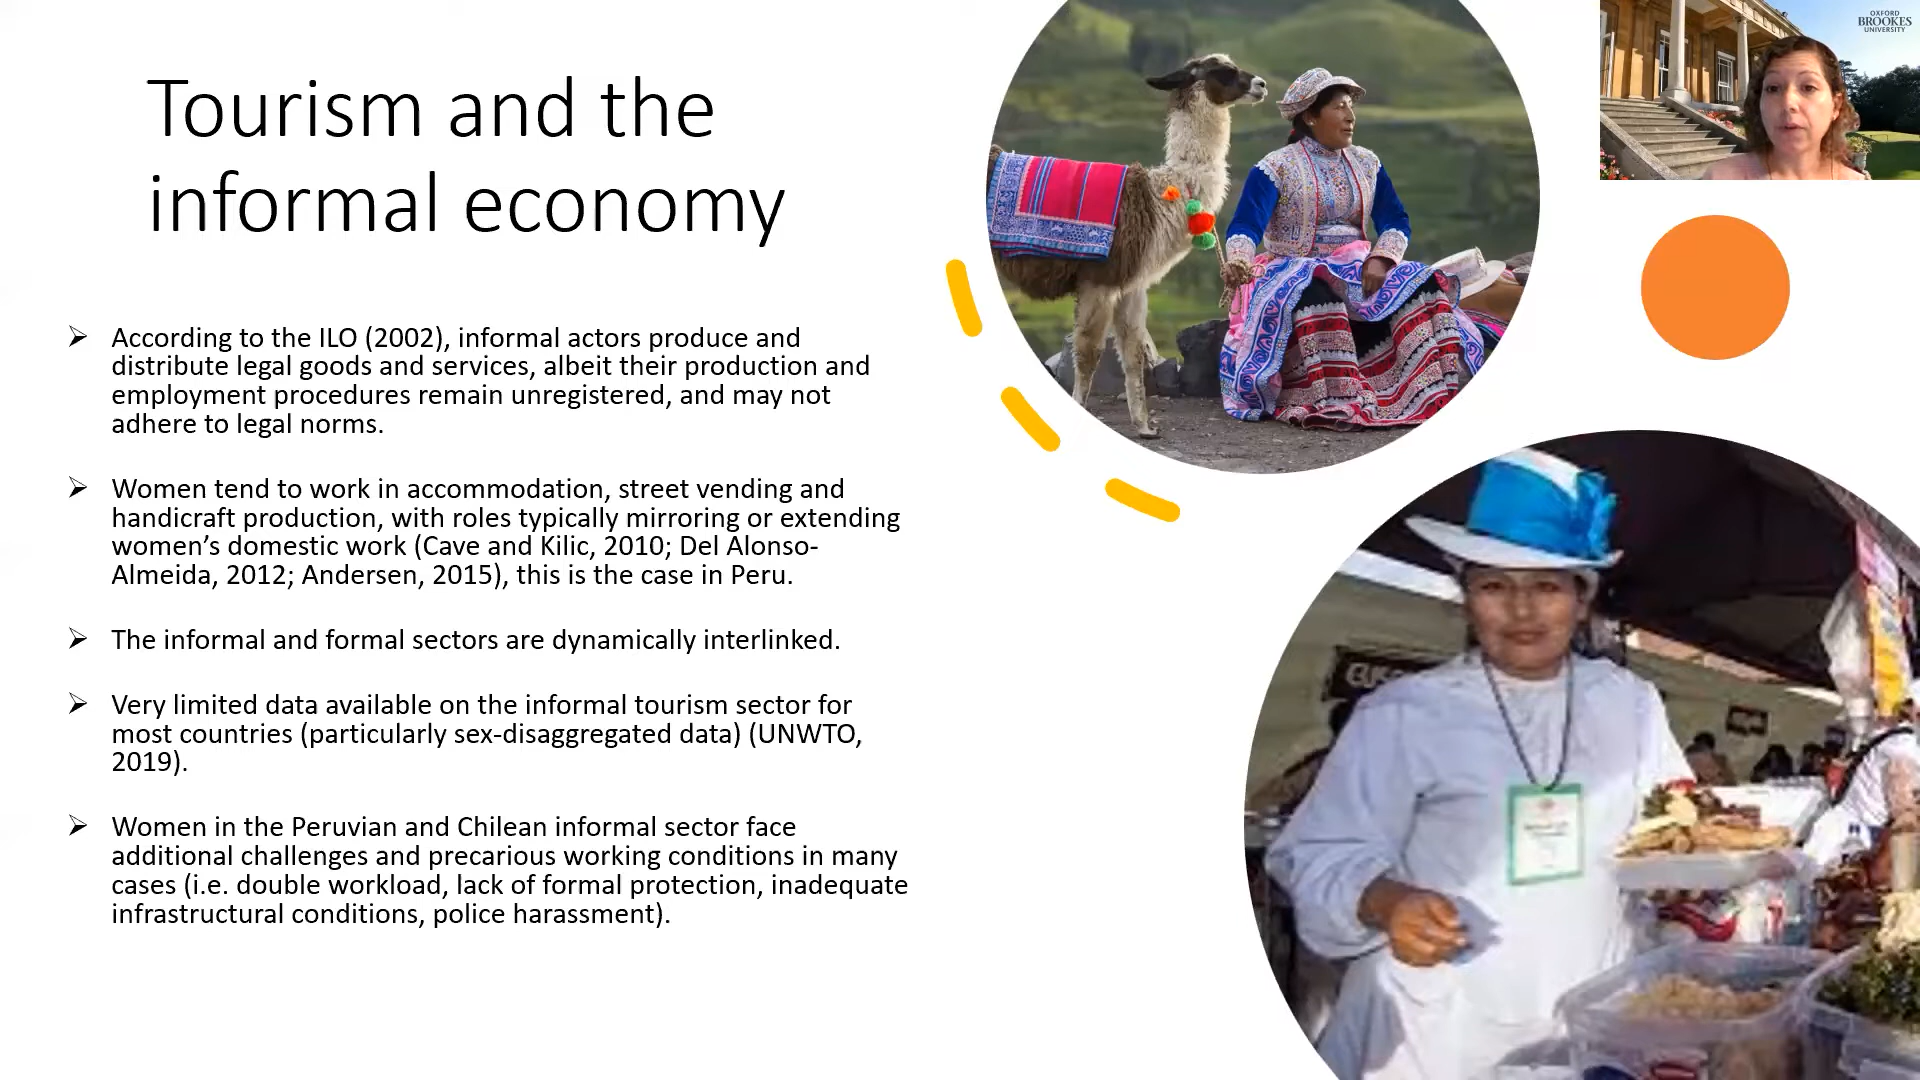 Tourism and the
informal economy
According to the ILO (2002), informal actors produce and
distribute legal goods and services, albeit their production and
employment procedures remain unregistered, and may not
adhere to legal norms.
Women tend to work in accommodation, street vending and
handicraft production, with roles typically mirroring or extending
women’s domestic work (Cave and Kilic, 2010; Del Alonso-
Almeida, 2012; Andersen, 2015), this is the case in Peru.
The informal and formal sectors are dynamically interlinked.
Very limited data available on the informal tourism sector for
most countries (particularly sex-disaggregated data) (UNWTO,
2019).
Women in the Peruvian and Chilean informal sector face
additional challenges and precarious working conditions in many
cases (i.e. double workload, lack of formal protection, inadequate
infrastructural conditions, police harassment).
OXFORD
BROOKES
UNIVERSITY